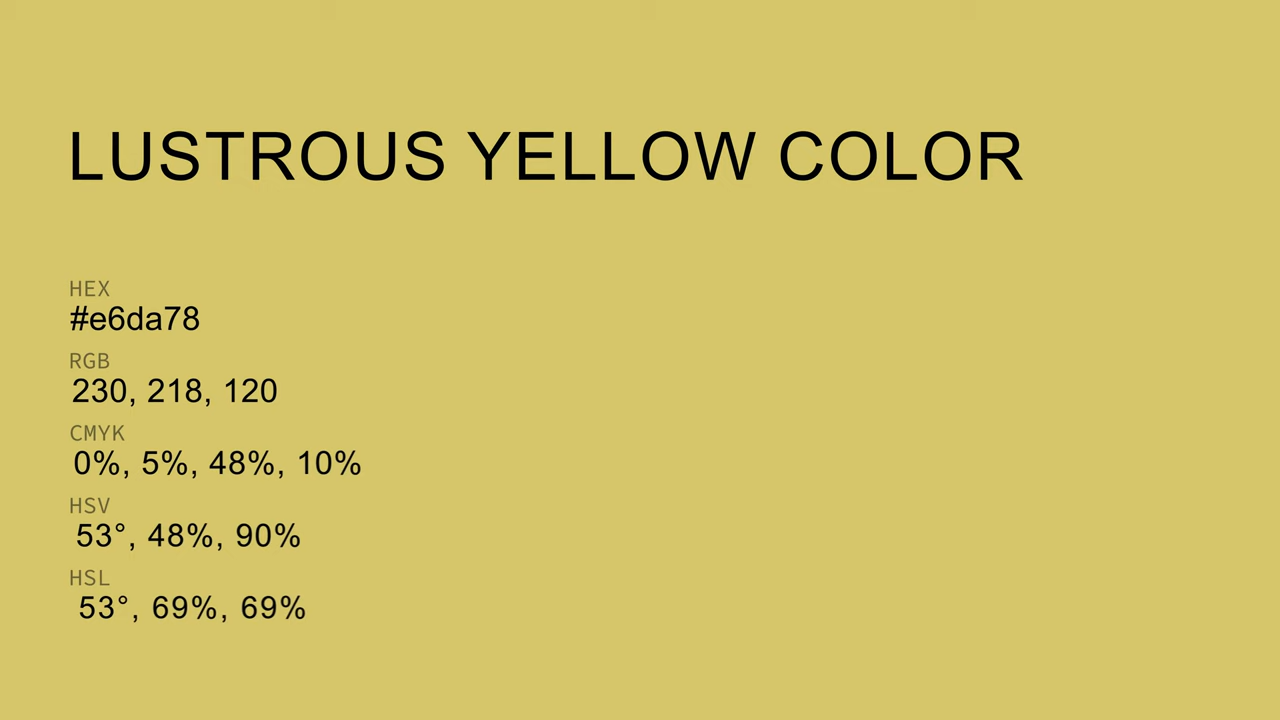 LUSTROUS YELLOW COLOR
HEX
#e6da78
RGB
230, 218, 120
CMYK
0%, 5%, 48%, 10%
HSV
53°, 48%, 90%
HSL
53°, 69%, 69%